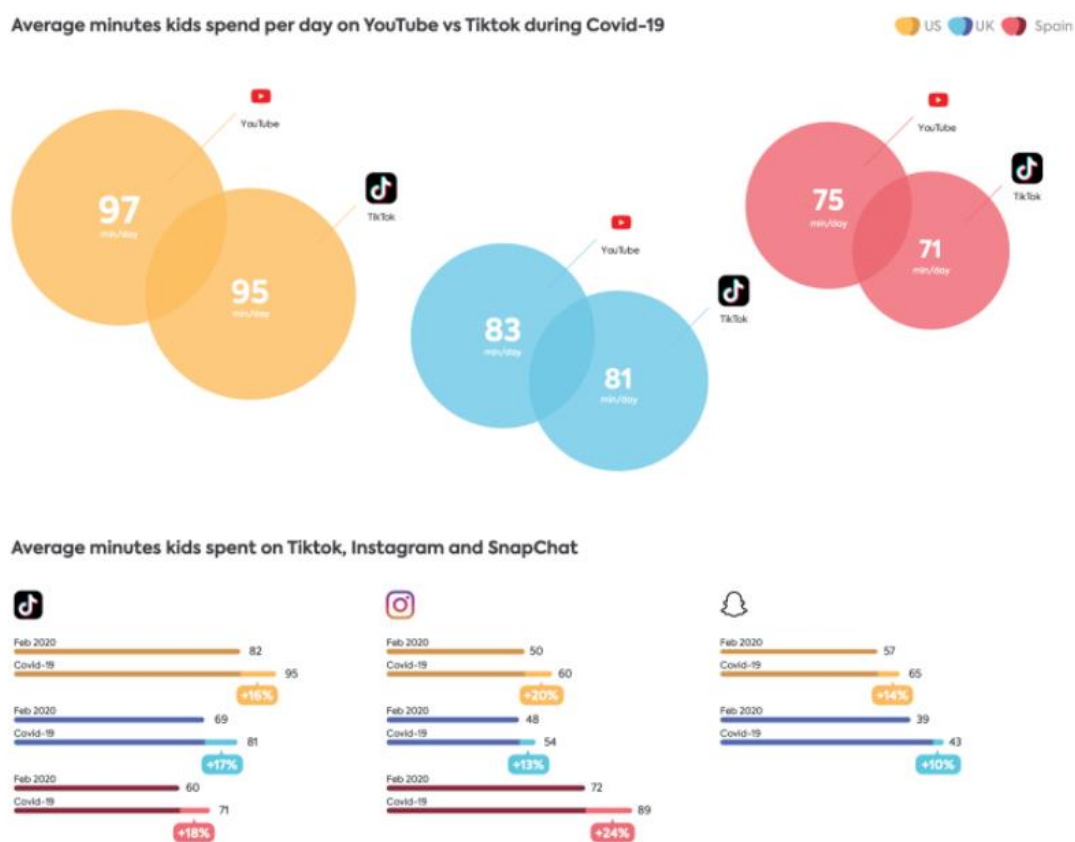 Average minutes kids spend per day on YouTube vs Tiktok during Covid-19
US UK Spain
YouTube
97
min/day
TikTok
95
min/day
YouTube
83
min/day
TikTok
81
min/day
YouTube
75
min/day
TikTok
71
min/day
Average minutes kids spent on Tiktok, Instagram and SnapChat
Feb 2020
82
Covid-19
95
+16%
Feb 2020
69
Covid-19
81
+17%
Feb 2020
60
Covid-19
71
+18%
Feb 2020
50
Covid-19
60
+20%
Feb 2020
48
Covid-19
54
+13%
Feb 2020
72
Covid-19
89
+24%
Feb 2020
57
Covid-19
65
+14%
Feb 2020
39
Covid-19
43
+10%